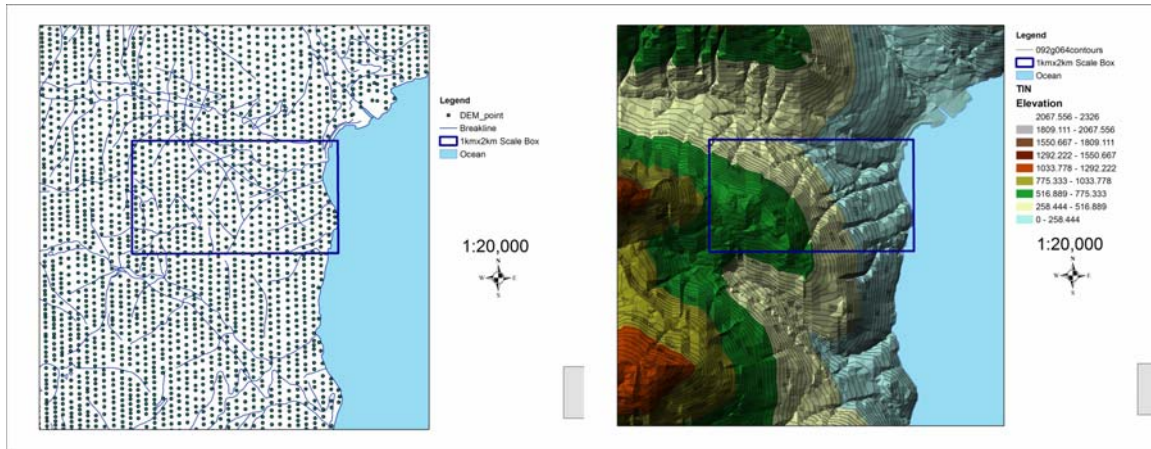 Legend
DEM_point
Breakline
1kmx2km Scale Box
Ocean
1:20,000
N
W E
S
Legend
092g064contours
1kmx2km Scale Box
Ocean
TIN
Elevation
2067.556 - 2326
1809.111 - 2067.556
1550.667 - 1809.111
1292.222 - 1550.667
1033.778 - 1292.222
775.333 - 1033.778
516.889 - 775.333
258.444 - 516.889
0 - 258.444
1:20,000
N
W E
S